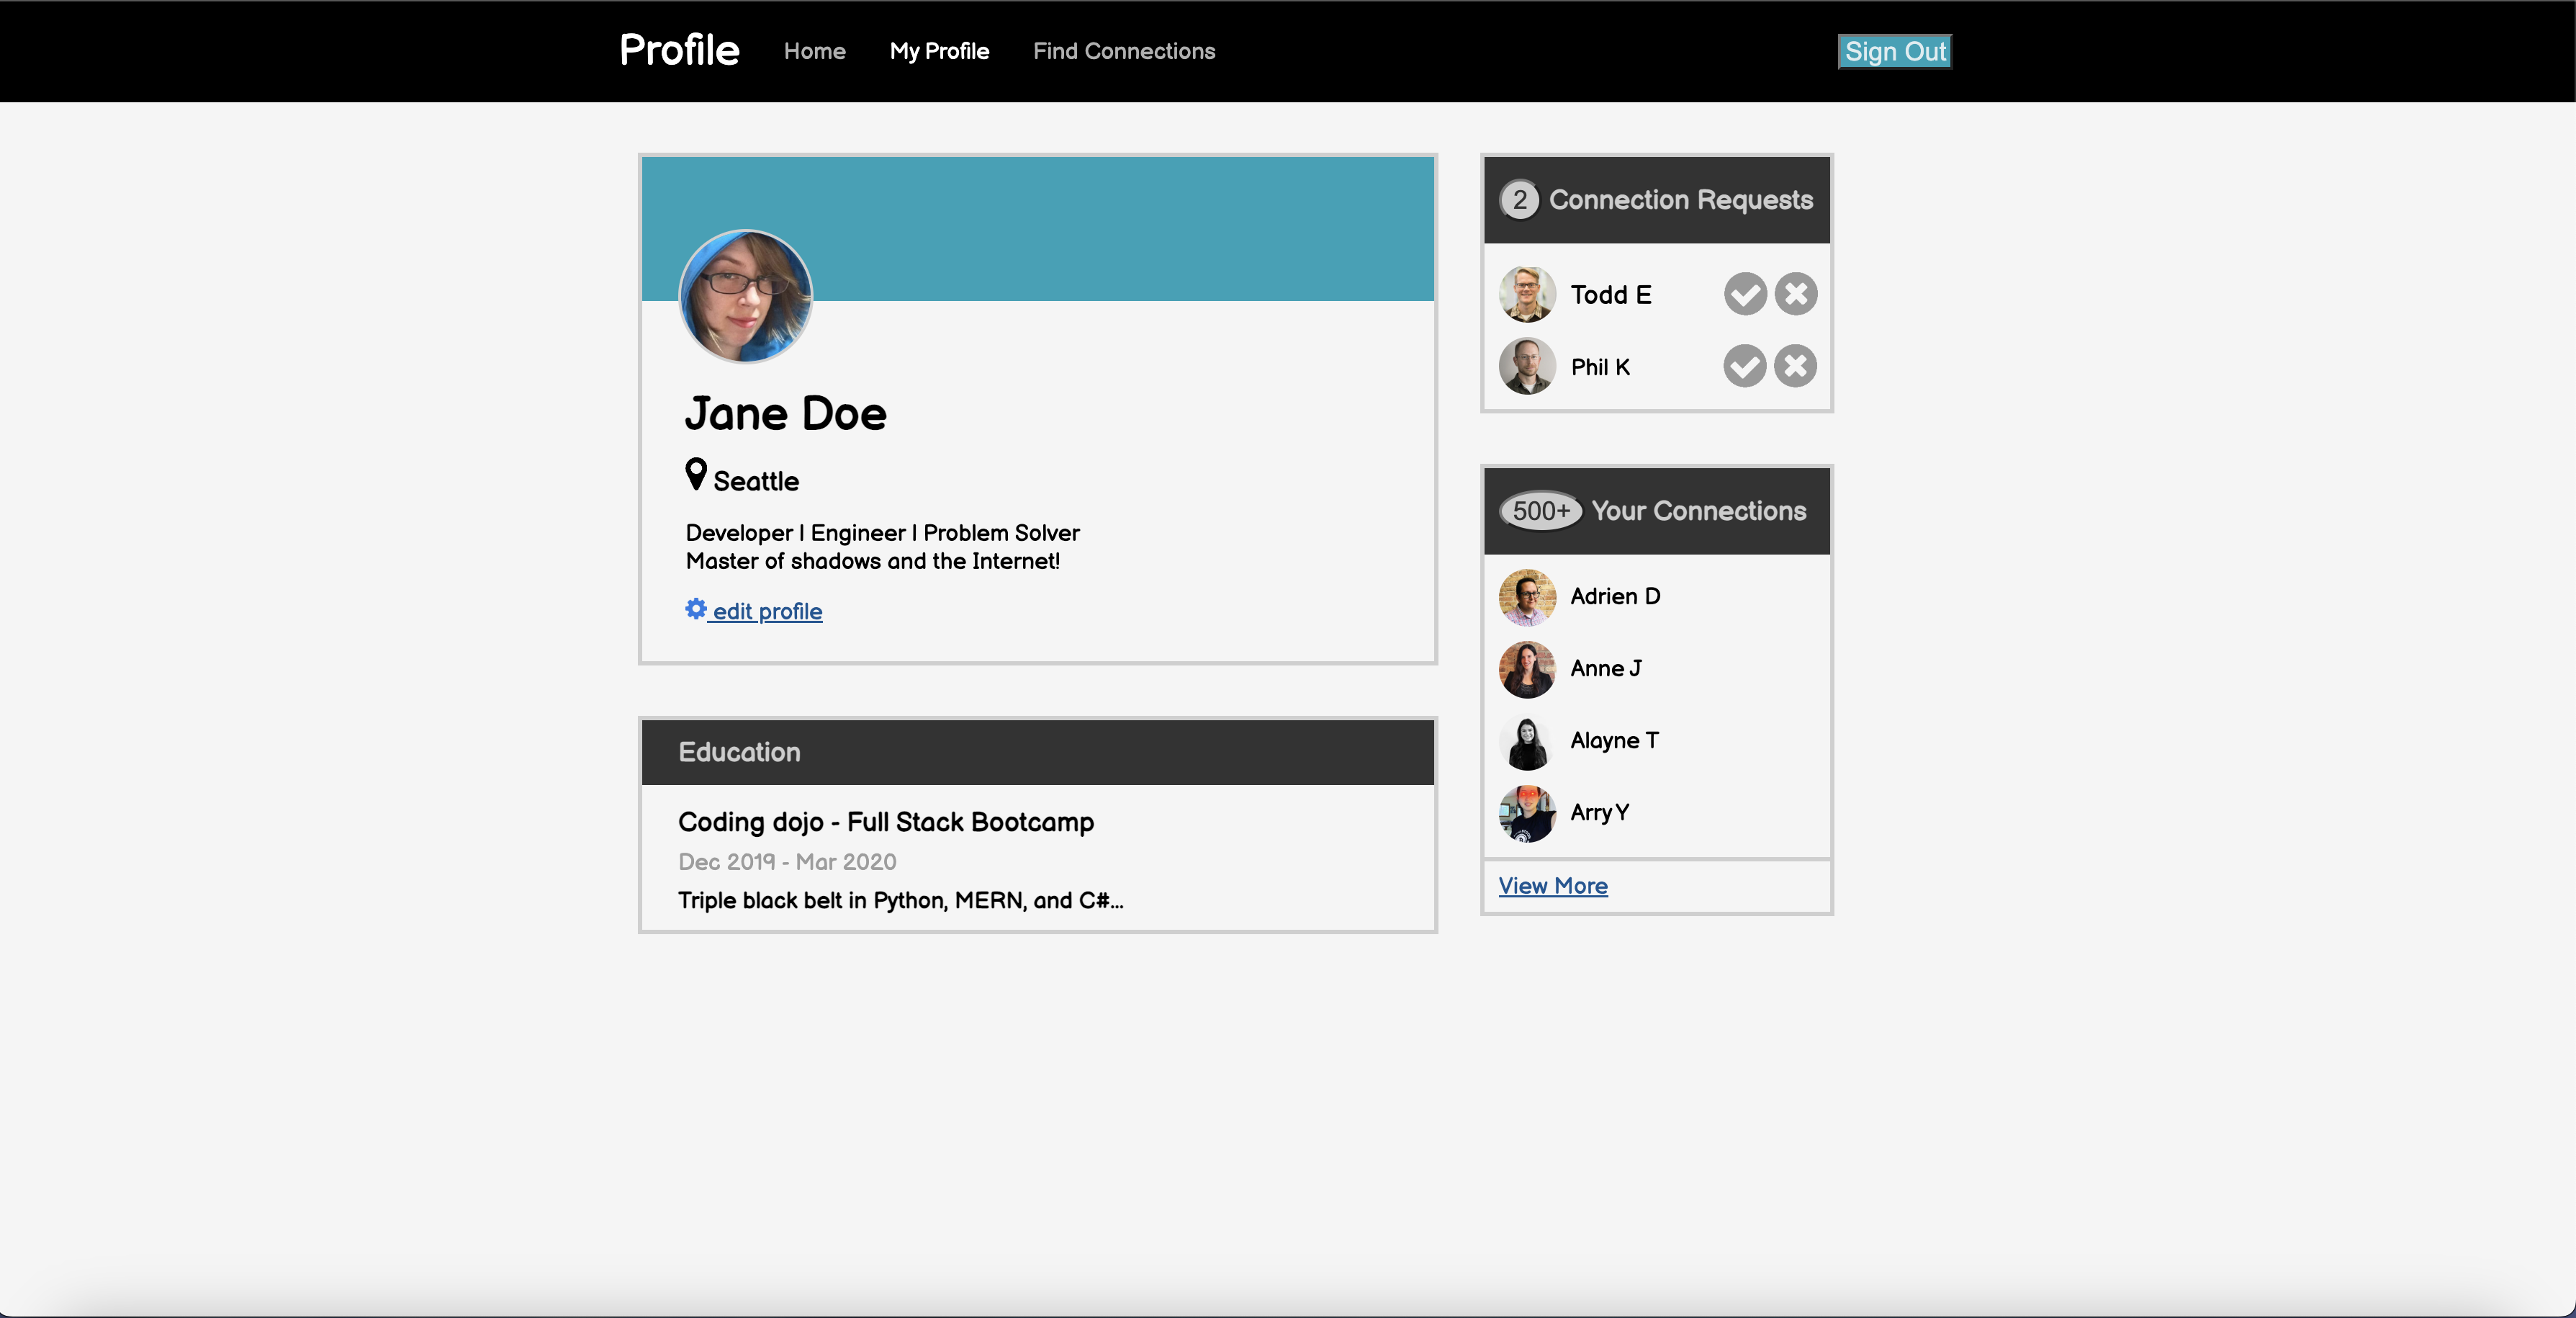 Profile
Home
My Profile
Find Connections
Sign Out
Jane Doe
Seattle
Developer | Engineer | Problem Solver
Master of shadows and the Internet!
edit profile
Education
Coding dojo - Full Stack Bootcamp
Dec 2019 - Mar 2020
Triple black belt in Python, MERN, and C#...
2 Connection Requests
Todd E
Phil K
500+ Your Connections
Adrien D
Anne J
Alayne T
Arry Y
View More